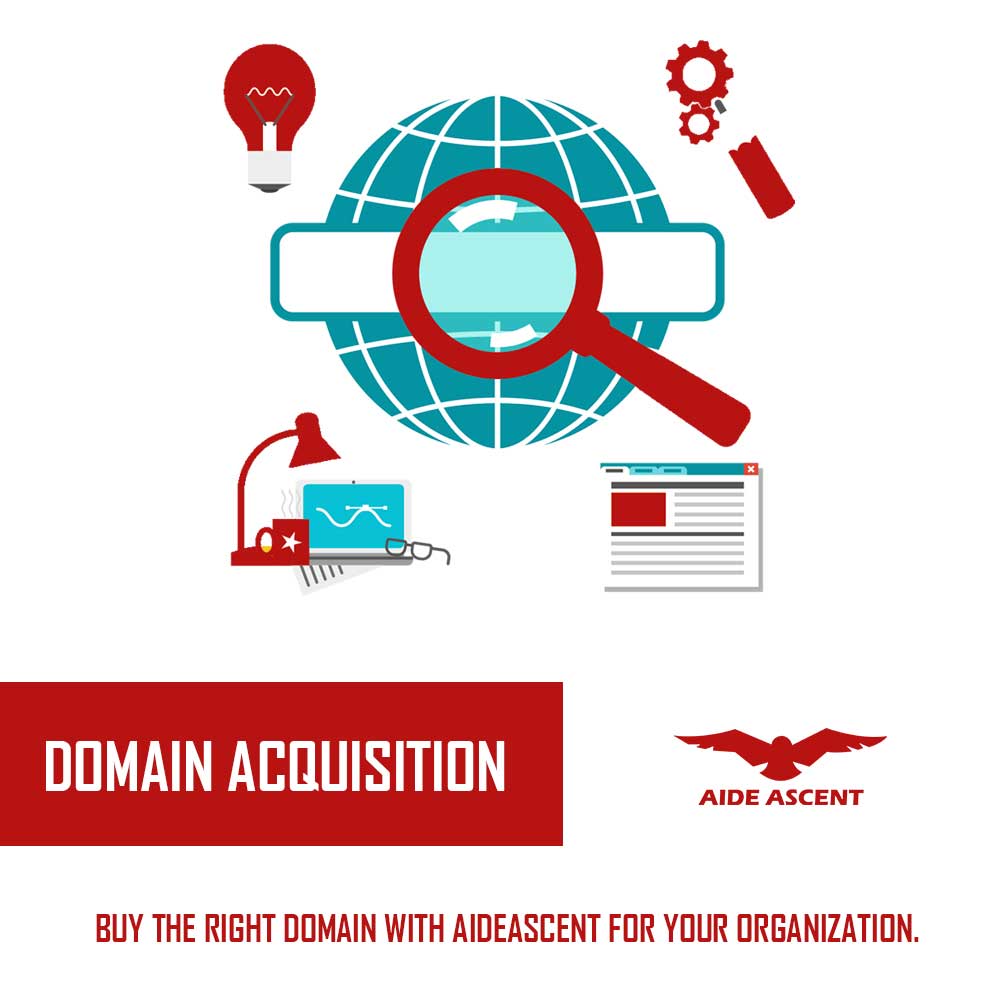 DOMAIN ACQUISITION
AIDE ASCENT
BUY THE RIGHT DOMAIN WITH AIDEASCENT FOR YOUR ORGANIZATION.